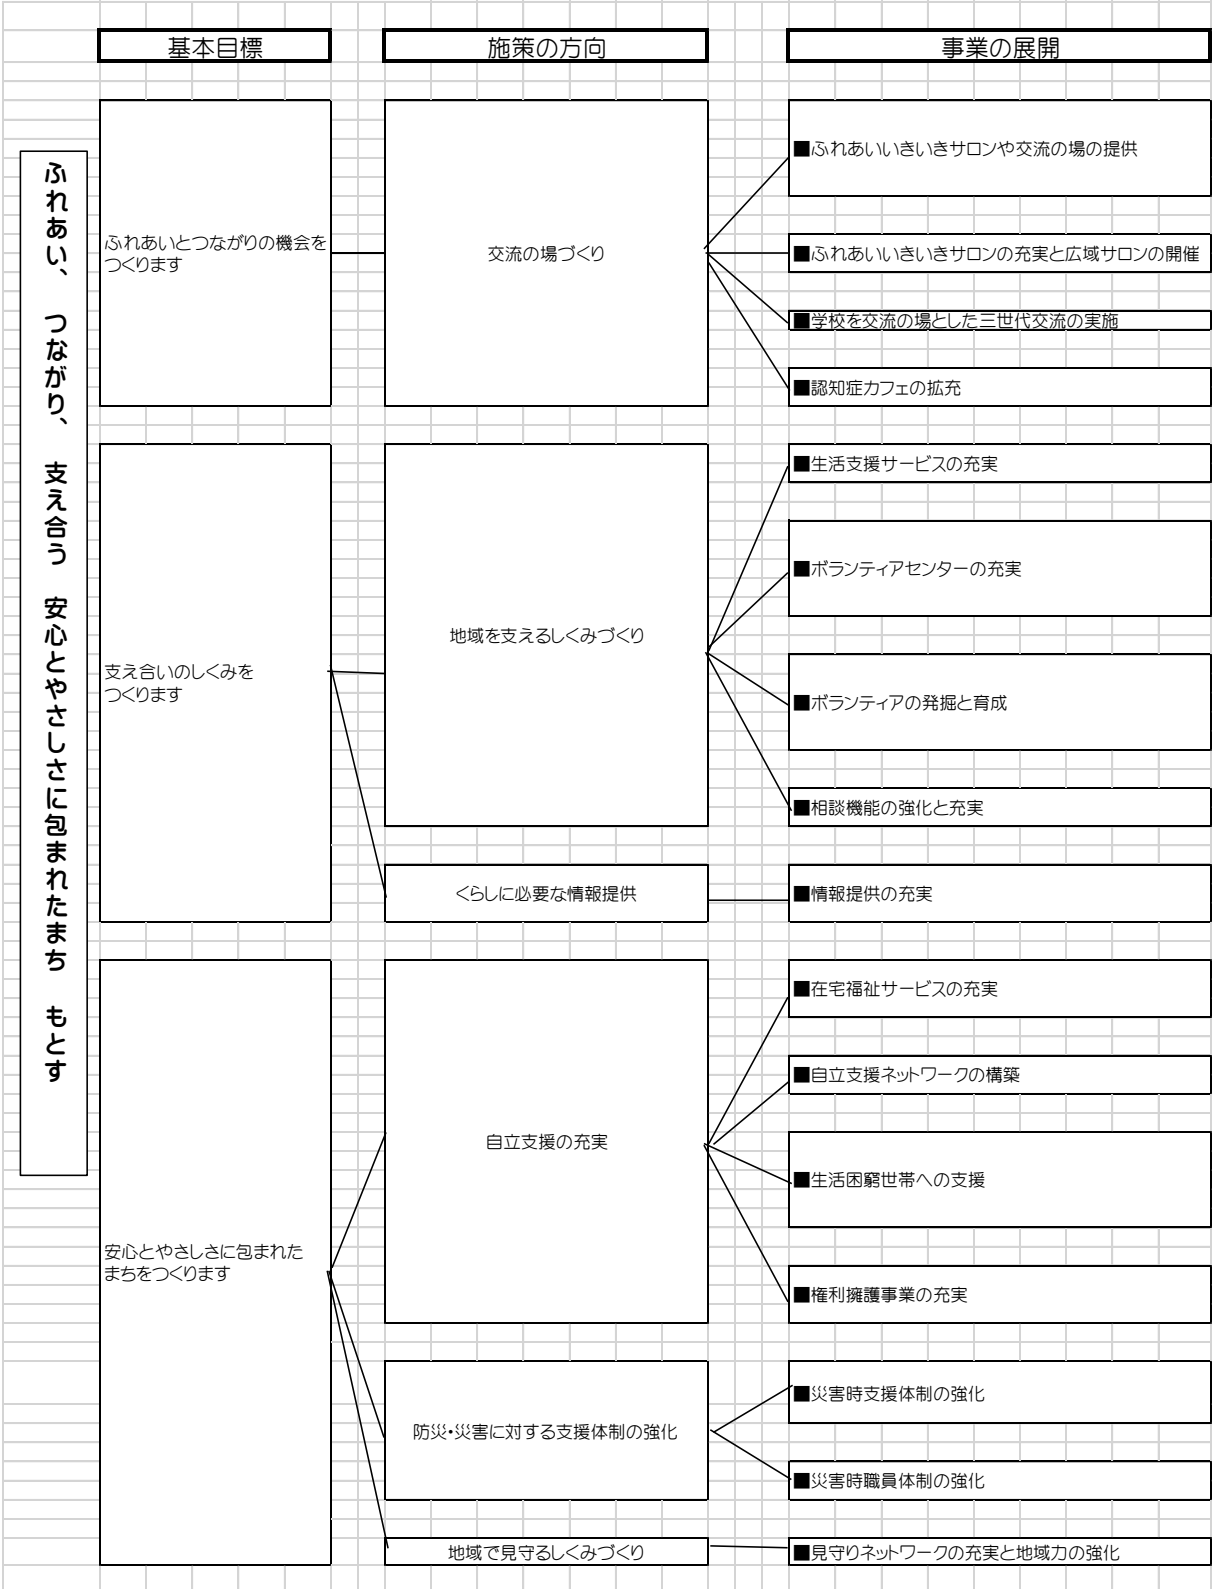 基本目標
施策の方向
事業の展開
ふれあい、つながり、支え合う 安心とやさしさに包まれたまち もとす
ふれあいとつながりの機会を
つくります
交流の場づくり
■ふれあいいきいきサロンや交流の場の提供
■ふれあいいきいきサロンの充実と広域サロンの開催
■学校を交流の場とした三世代交流の実施
■認知症カフェの拡充
支え合いのしくみを
つくります
地域を支えるしくみづくり
■生活支援サービスの充実
■ボランティアセンターの充実
■ボランティアの発掘と育成
■相談機能の強化と充実
くらしに必要な情報提供
■情報提供の充実
安心とやさしさに包まれた
まちをつくります
自立支援の充実
■在宅福祉サービスの充実
■自立支援ネットワークの構築
■生活困窮世帯への支援
■権利擁護事業の充実
防災・災害に対する支援体制の強化
■災害時支援体制の強化
■災害時職員体制の強化
地域で見守るしくみづくり
■見守りネットワークの充実と地域力の強化